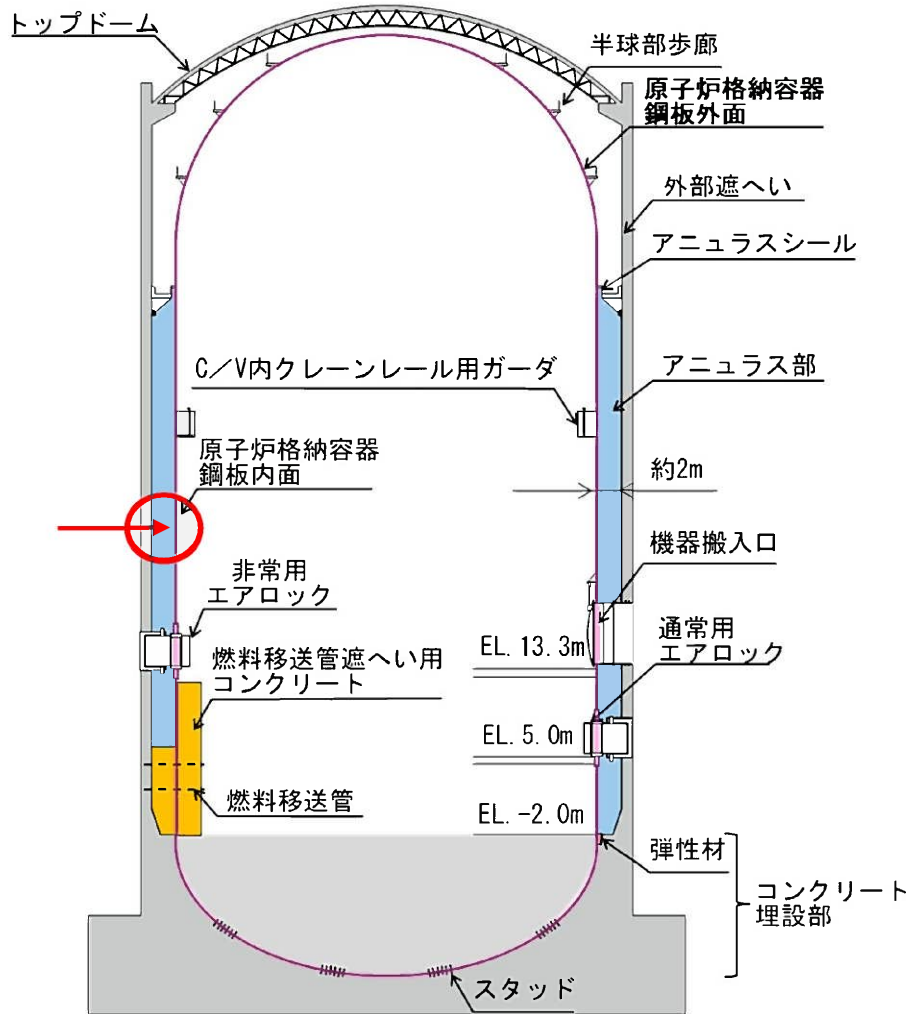 トップドーム
半球部歩廊
原子炉格納容器
鋼板外面
外部遮へい
アニュラスシール
C/V内クレーンレール用ガーダ
アニュラス部
原子炉格納容器
鋼板内面
約2m
機器搬入口
非常用
エアロック
通常用
エアロック
EL.13.3m
燃料移送管遮へい用
コンクリート
EL.5.0m
燃料移送管
EL.-2.0m
弾性材
コンクリート
埋設部
スタッド